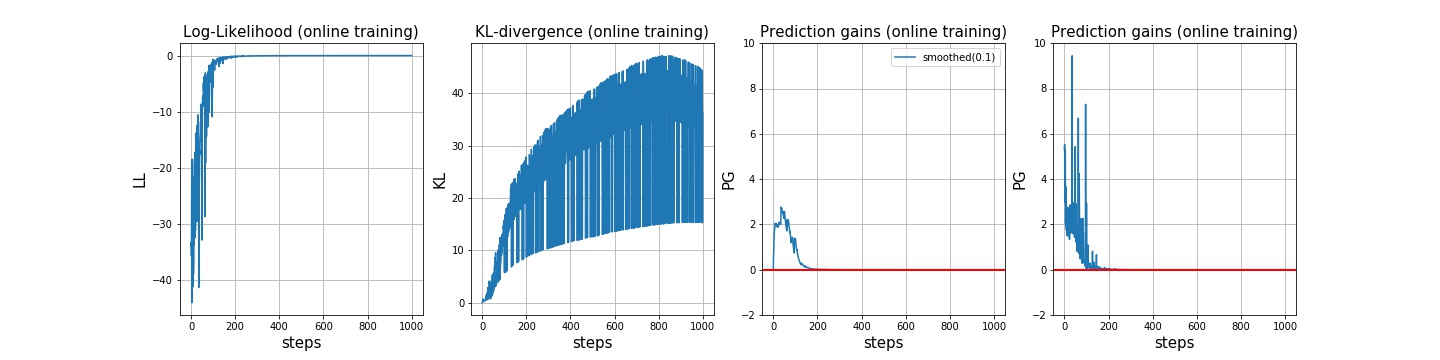 Log-Likelihood (online training)
0
−10
−20
−30
−40
LL
0 200 400 600 800 1000
steps
KL-divergence (online training)
40
30
20
10
0
KL
0 200 400 600 800 1000
steps
Prediction gains (online training)
smoothed(0.1)
10
8
6
4
2
0
−2
PG
0 200 400 600 800 1000
steps
Prediction gains (online training)
10
8
6
4
2
0
−2
PG
0 200 400 600 800 1000
steps